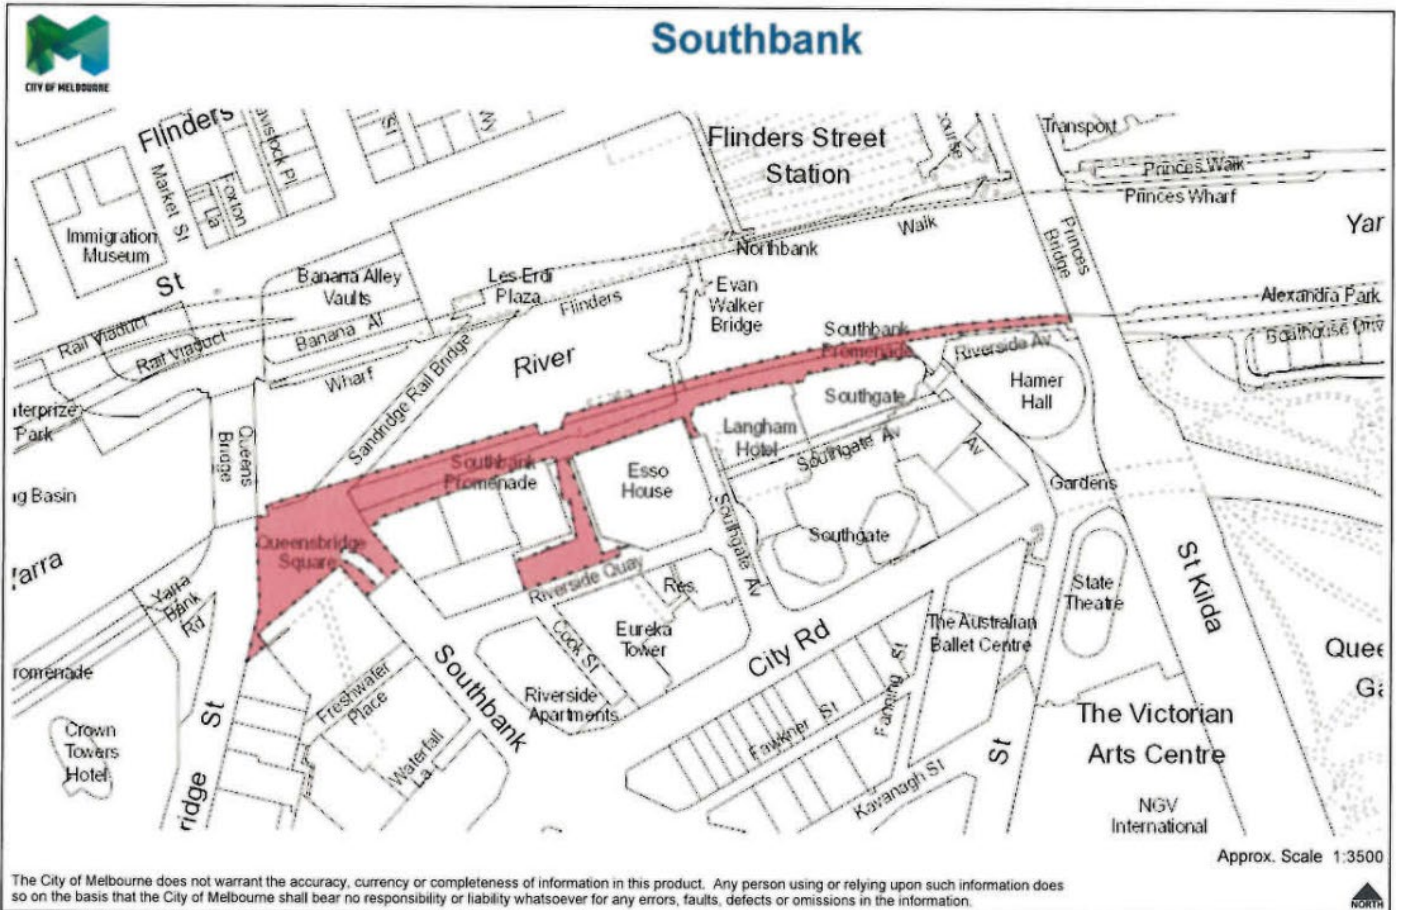 Southbank
CITY OF MELBOURNE
Flinders
Market St
Foxton
La
Immigration
Museum
St
Flinders Street
Station
Transport
Princes Walk
Princes Wharf
Princes
Bridge
Yar
Northbank
Walk
Banana Alley
Vaults
Banana Al
Les Erdi
Plaza
Flinders
Evan
Walker
Bridge
Rail Viaduct
Rail Viaduct
Wharf
Sandridge Rail Bridge
River
Southbank
Promenade
Riverside Av
Alexandra Park
Boathouse Driv
Hamer
Hall
Southgate
Langham
Hotel
Southgate Av
Av
Park
Queens
Bridge
Southbank
Promenade
Esso
House
Gardens
g Basin
Queensbridge
Square
Southgate Av
Southgate
arra
Yarra
Bank
Rd
Riverside Quay
Res.
State
Theatre
St Kilda
Cook St
Eureka
Tower
City Rd
The Australian
Ballet Centre
romenade
Southbank
Freshwater
Place
Riverside
Apartments
Fawkner St
Fanning St
Quee
Ga
Crown
Towers
Hotel
St
ridge
Waterfall
La
Kavanagh St
St
The Victorian
Arts Centre
NGV
International
Approx. Scale 1:3500
The City of Melbourne does not warrant the accuracy, currency or completeness of information in this product. Any person using or relying upon such information does
so on the basis that the City of Melbourne shall bear no responsibility or liability whatsoever for any errors, faults, defects or omissions in the information.
NORTH